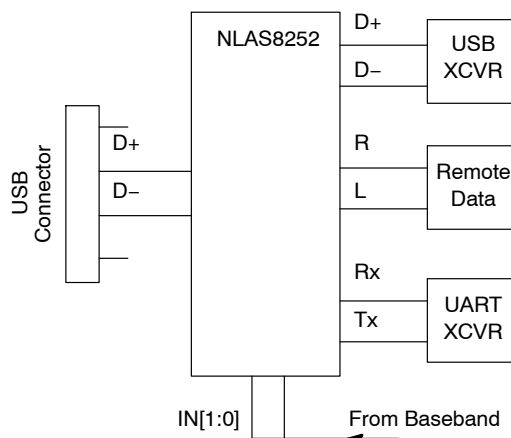 NLAS8252
D+
D−
USB
XCVR
USB
Connector
D+
D−
R
L
Remote
Data
Rx
Tx
UART
XCVR
IN[1:0]
From Baseband